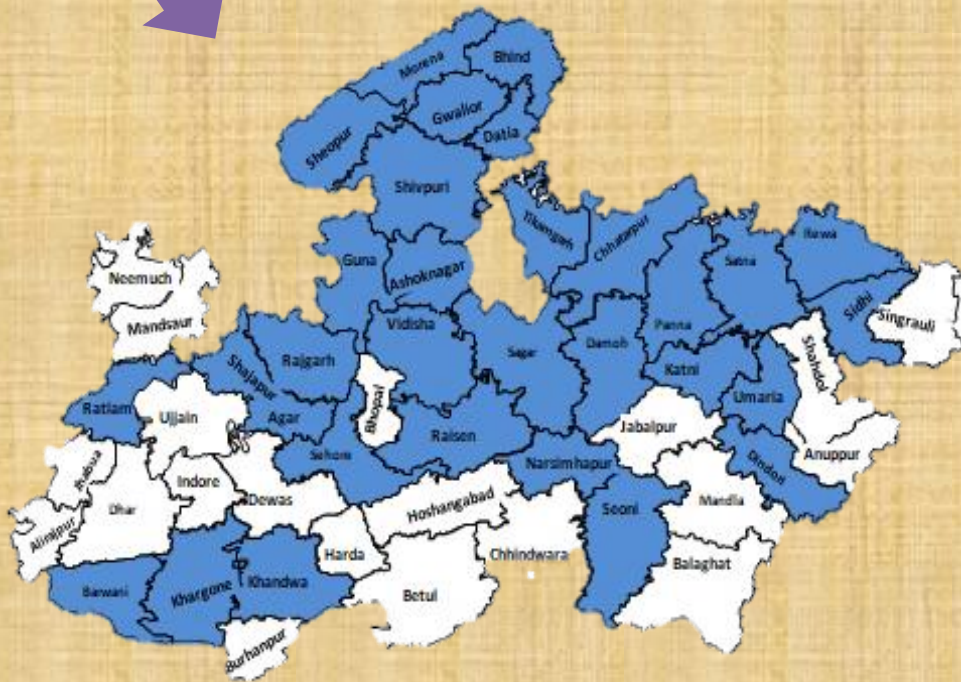 Morena
Bhind
Gwalior
Datia
Sheopur
Shivpuri
Tikamgarh
Chhatarpur
Rewa
Guna
Ashoknagar
Satna
Neemuch
Sidhi
Singrauli
Mandsaur
Vidisha
Panna
Rajgarh
Sagar
Damoh
Shahdol
Shajapur
Katni
Umaria
Ratlam
Ujjain
Agar
Bhopal
Raisen
Jabalpur
Anuppur
Sehore
Narsimhapur
Dindori
Jhabua
Indore
Dewas
Hoshangabad
Seoni
Mandla
Dhar
Alirajpur
Harda
Chhindwara
Balaghat
Barwani
Khargone
Khandwa
Betul
Burhanpur